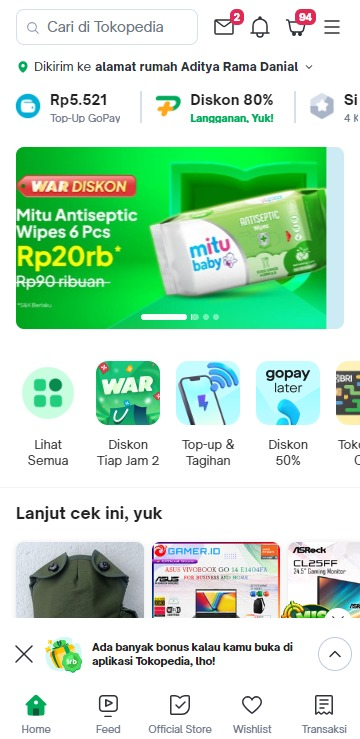 Cari di Tokopedia
2
94
Dikirim ke alamat rumah Aditya Rama Danial
Rp5.521
Top-Up GoPay
Diskon 80%
Langganan, Yuk!
Si
4 K
WAR DISKON
Mitu Antiseptic
Wipes 6 Pcs
Rp20rb*
Rp90 ribuan
*S&K Berlaku
ANTISEPTIC
Wipes
mitu
baby
WAR
gopay
later
BRI
Lihat
Semua
Diskon
Tiap Jam 2
Top-up &
Tagihan
Diskon
50%
Toko
C
Lanjut cek ini, yuk
GAMER.ID
ASUS VIVOBOOK GO 14 E1404FA
FOR BUSINESS AND WORK
ASUS
ASRock
CL25FF
24.5" Gaming Monitor
5rb
Ada banyak bonus kalau kamu buka di
aplikasi Tokopedia, lho!
Home
Feed
Official Store
Wishlist
Transaksi